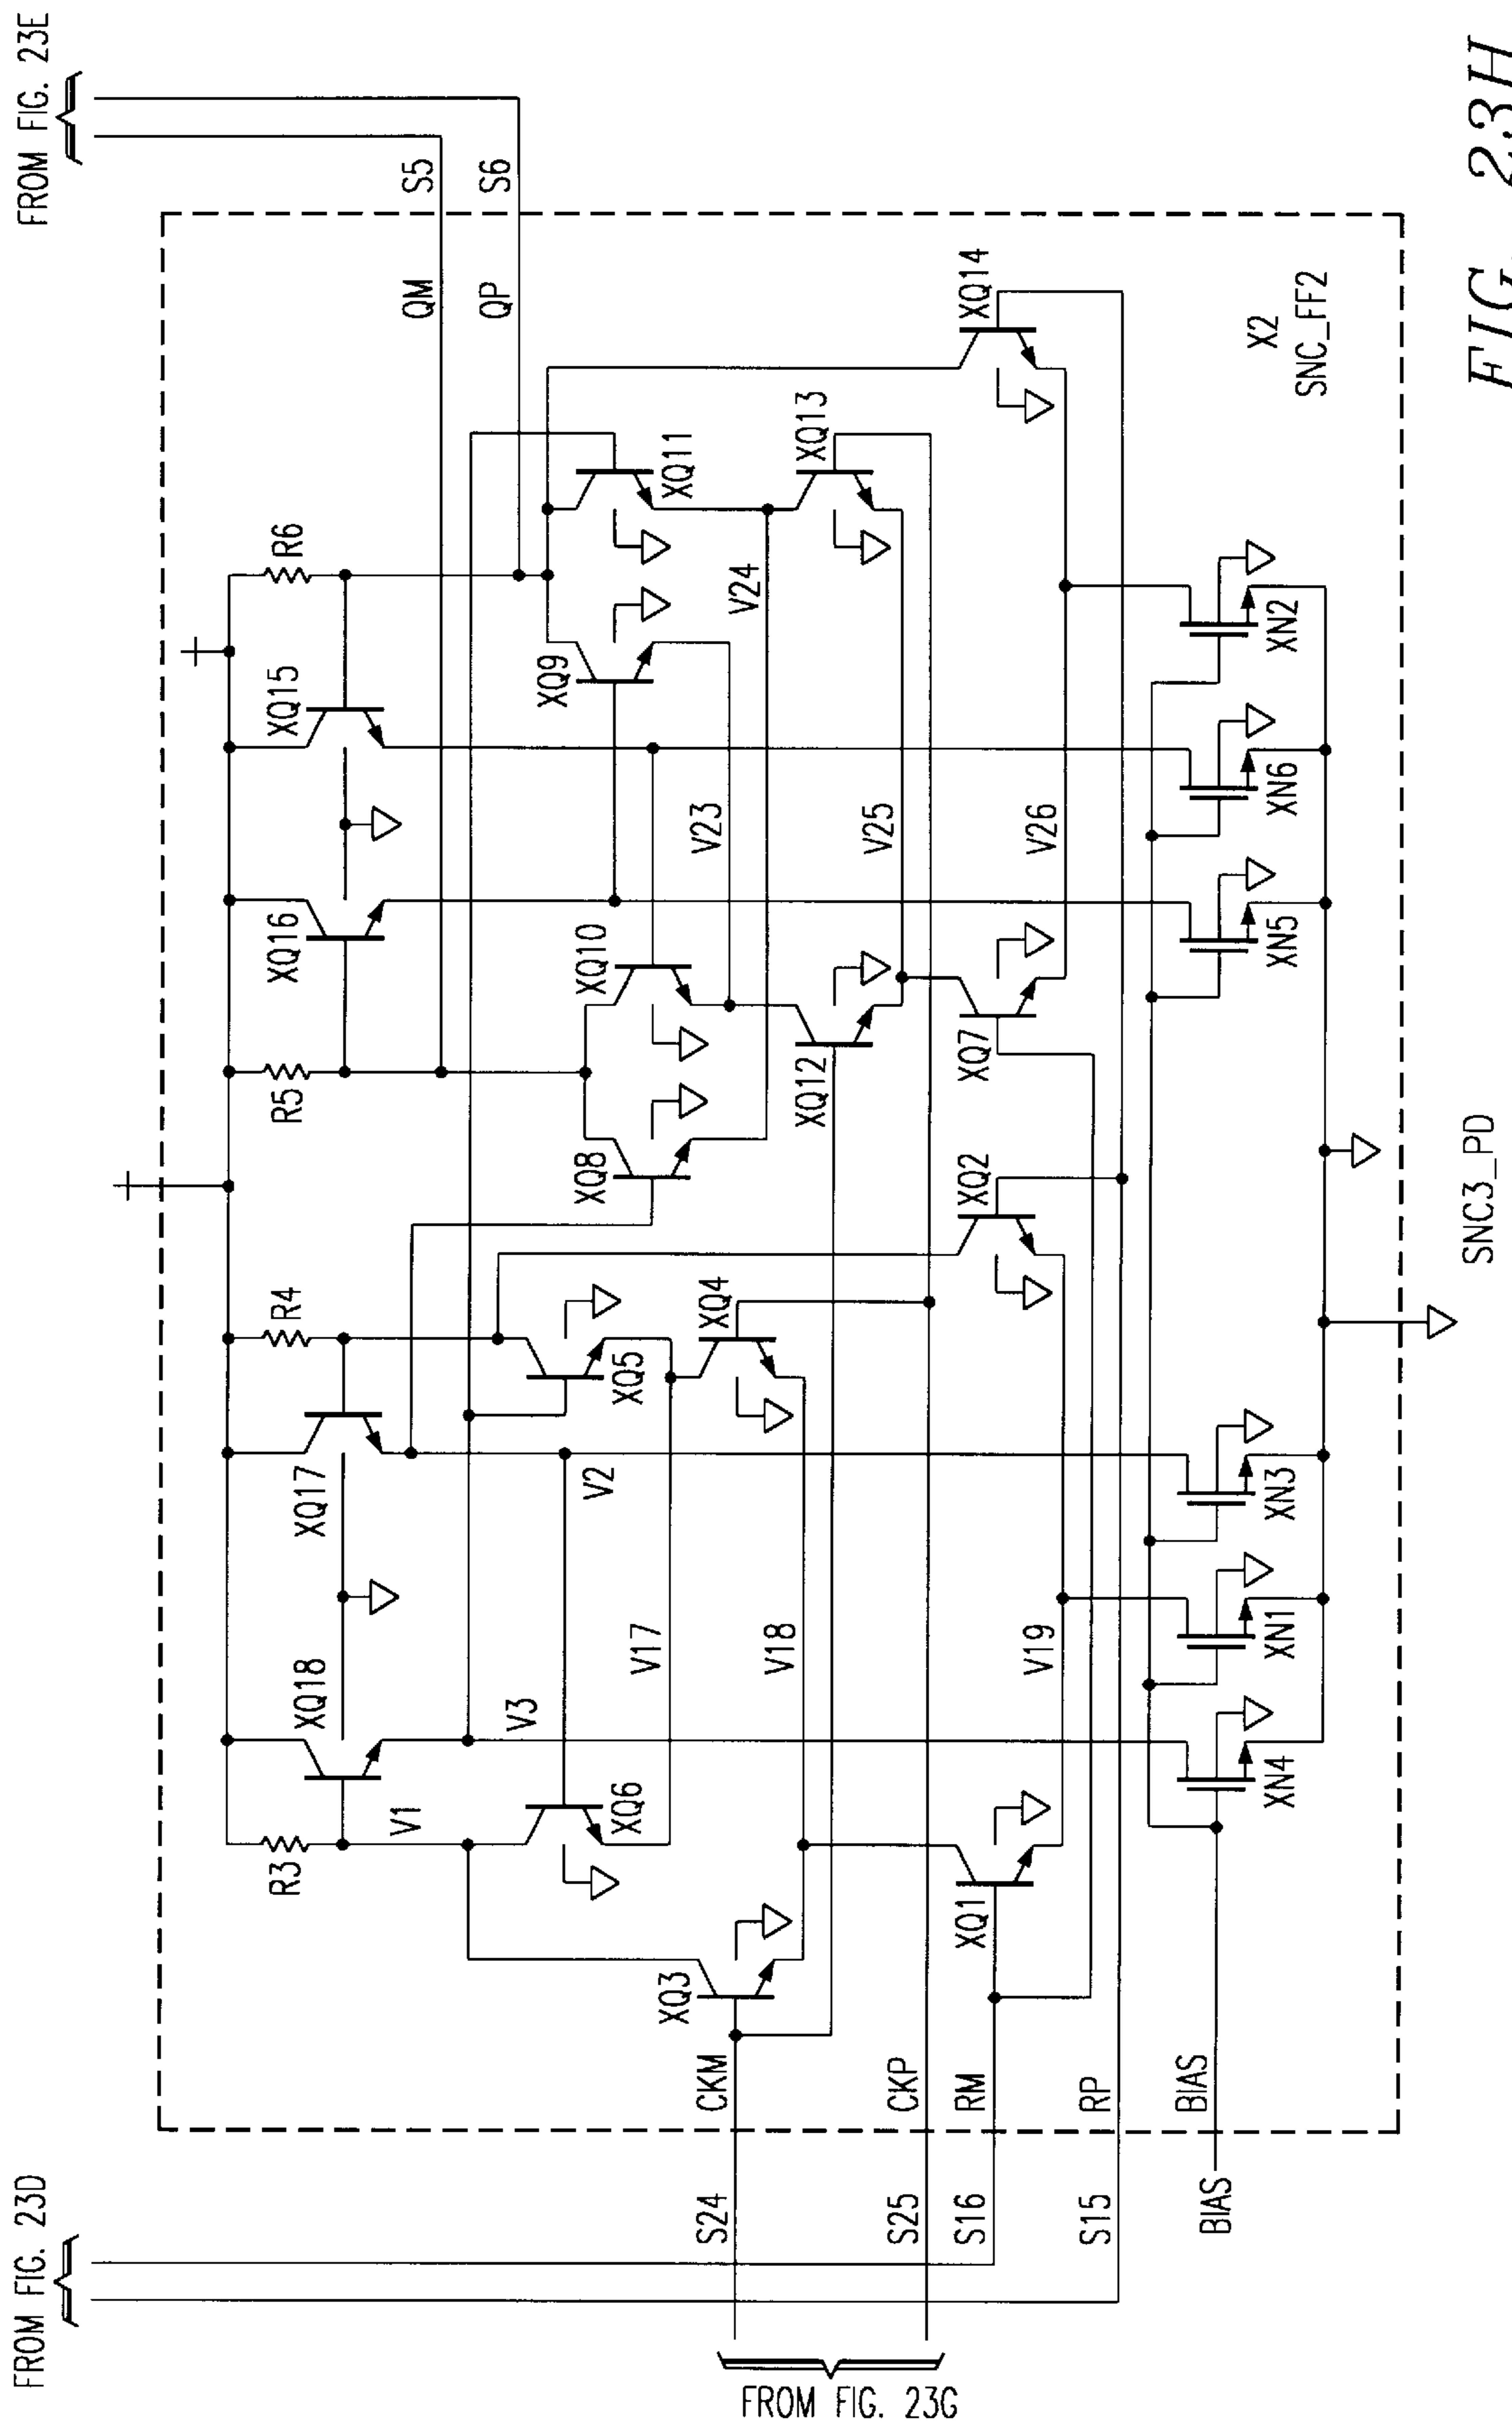 FROM FIG. 23D
FROM FIG. 23E
R3
XQ18
XQ17
R4
R5
XQ16
XQ15
R6
V1
V3
V2
QM
S5
QP
S6
XQ6
XQ5
XQ8
XQ10
XQ9
XQ11
V17
V23
V24
XQ3
V18
XQ4
XQ12
V25
XQ13
S24
CKM
S25
CKP
S16
RM
XQ1
V19
XQ2
XQ7
V26
XQ14
S15
RP
BIAS
BIAS
XN4
XN1
XN3
XN5
XN6
XN2
X2
SNC_FF2
FROM FIG. 23G
SNC3_PD
FIG. 23H